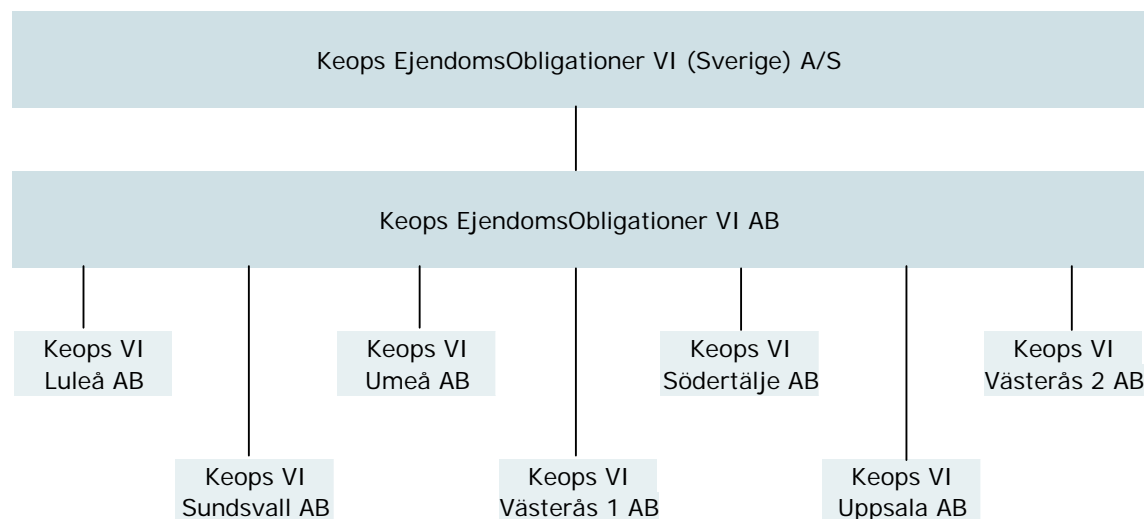 Keops EjendomsObligationer VI (Sverige) A/S
Keops EjendomsObligationer VI AB
Keops VI
Luleå AB
Keops VI
Umeå AB
Keops VI
Södertälje AB
Keops VI
Västerås 2 AB
Keops VI
Sundsvall AB
Keops VI
Västerås 1 AB
Keops VI
Uppsala AB